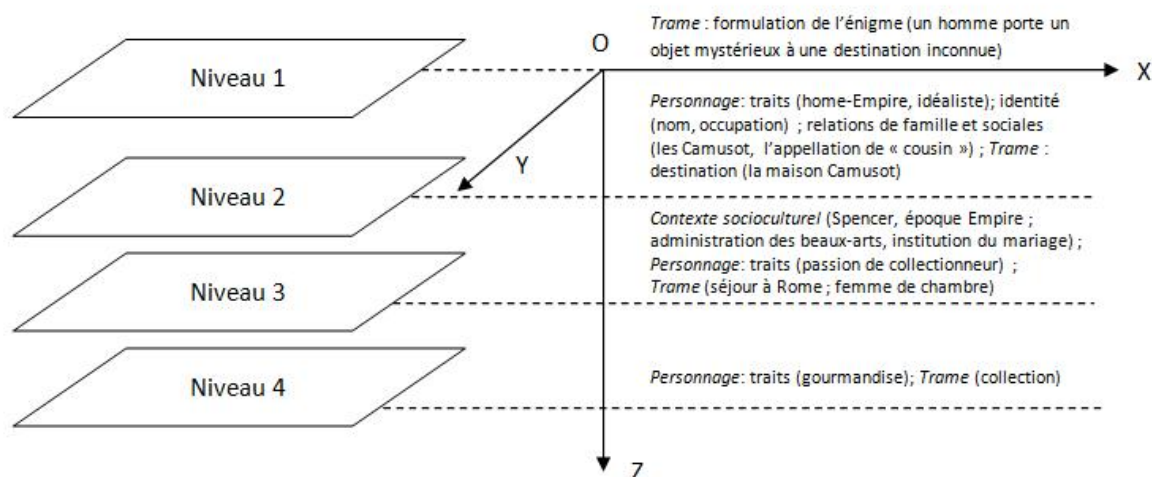 Trame : formulation de l'énigme (un homme porte un
objet mystérieux à une destination inconnue)
O
X
Niveau 1
Personnage: traits (home-Empire, idéaliste); identité
(nom, occupation) ; relations de famille et sociales
(les Camusot, l'appellation de « cousin ») ; Trame :
destination (la maison Camusot)
Y
Niveau 2
Contexte socioculturel (Spencer, époque Empire ;
administration des beaux-arts, institution du mariage) ;
Personnage: traits (passion de collectionneur) ;
Trame (séjour à Rome ; femme de chambre)
Niveau 3
Personnage: traits (gourmandise); Trame (collection)
Niveau 4
Z